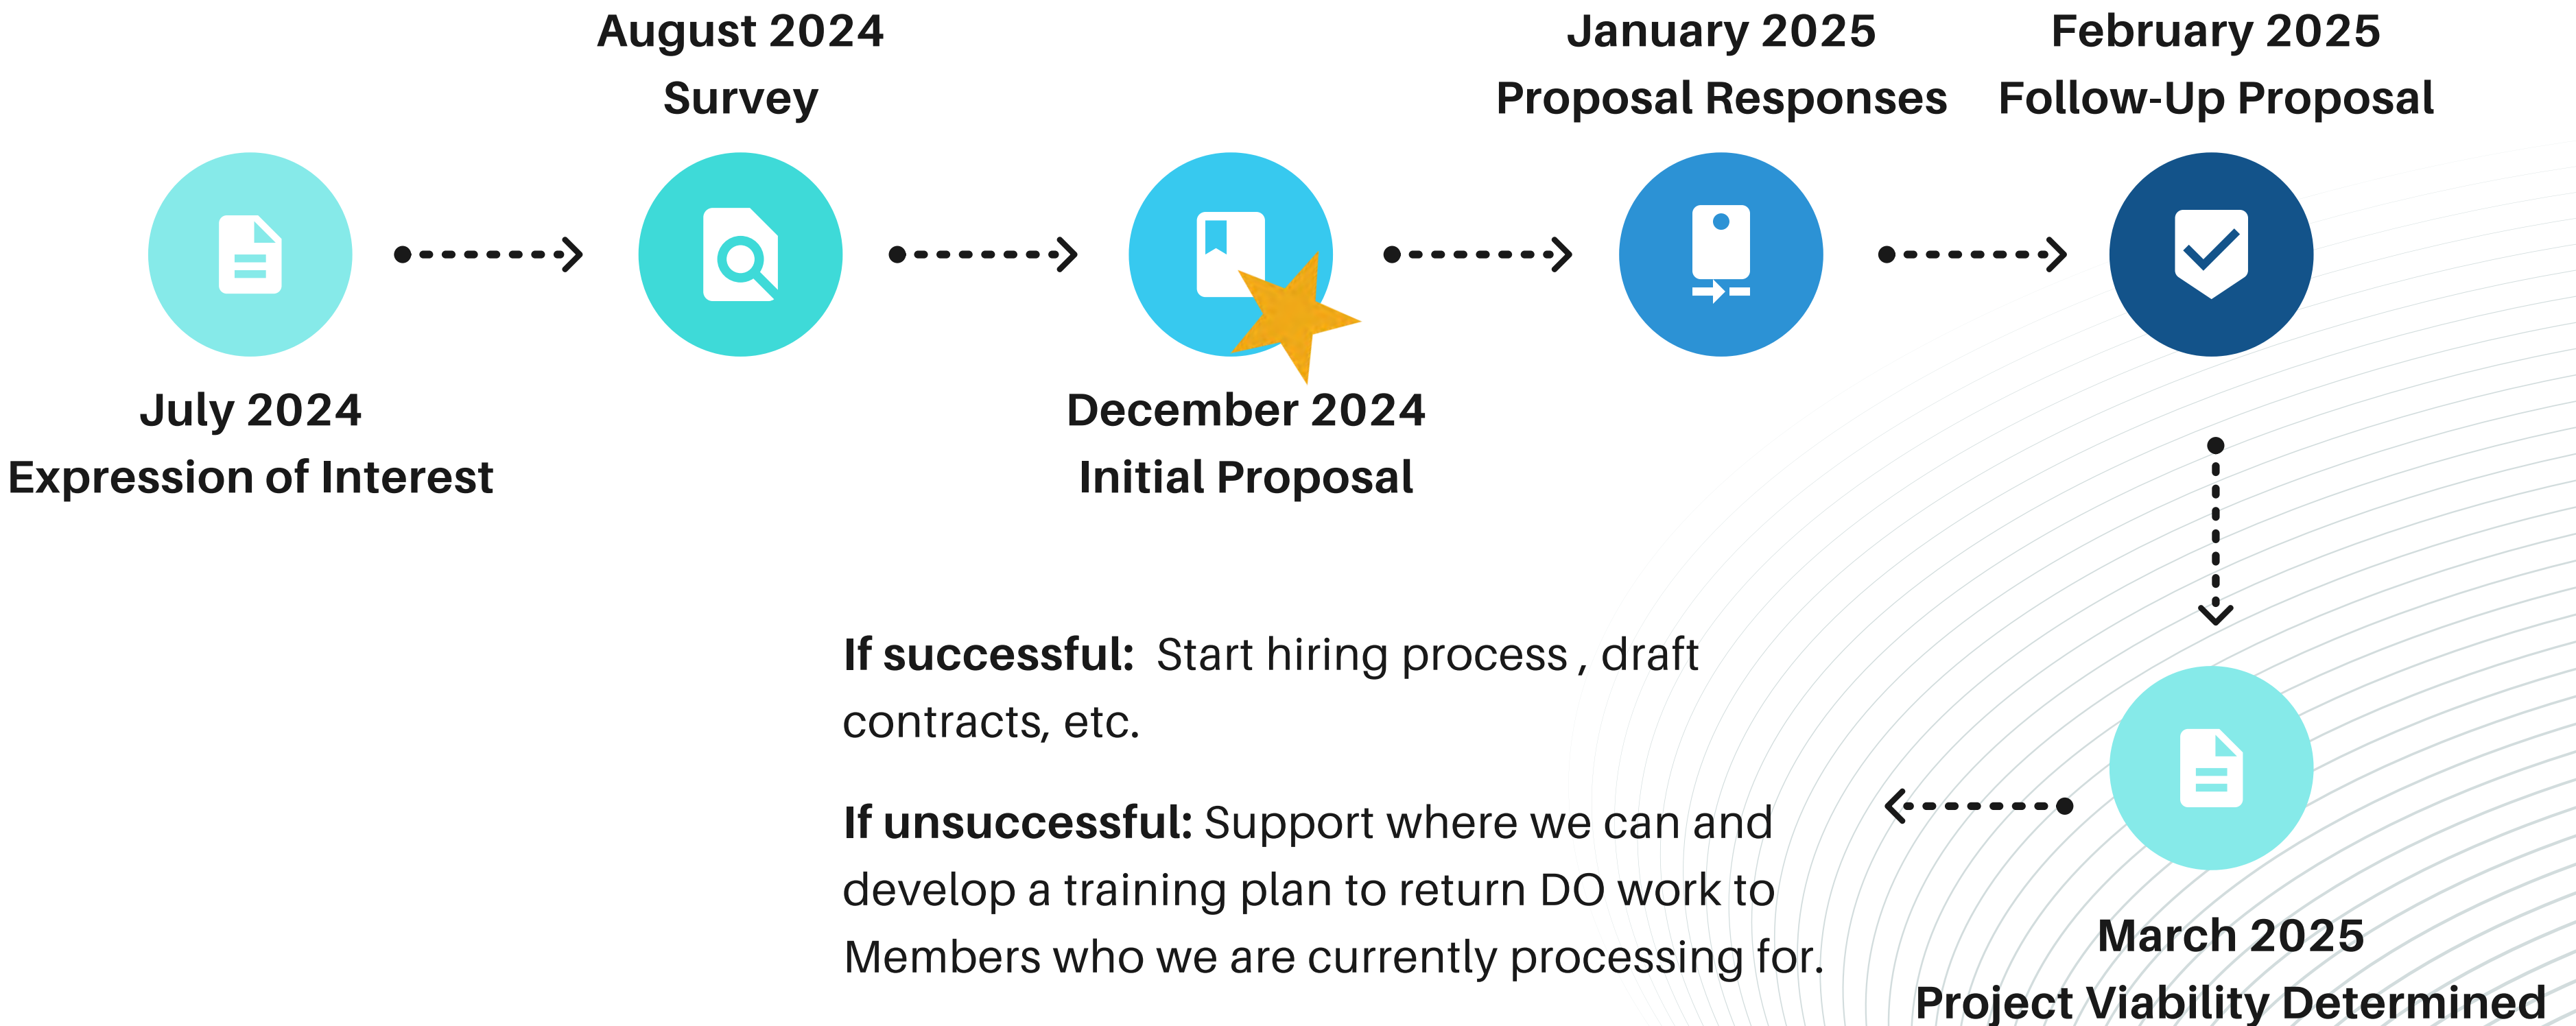 July 2024
Expression of Interest
August 2024
Survey
December 2024
Initial Proposal
January 2025
Proposal Responses
February 2025
Follow-Up Proposal
March 2025
Project Viability Determined
If successful:  Start hiring process , draft
contracts, etc.
If unsuccessful: Support where we can and
develop a training plan to return DO work to
Members who we are currently processing for.